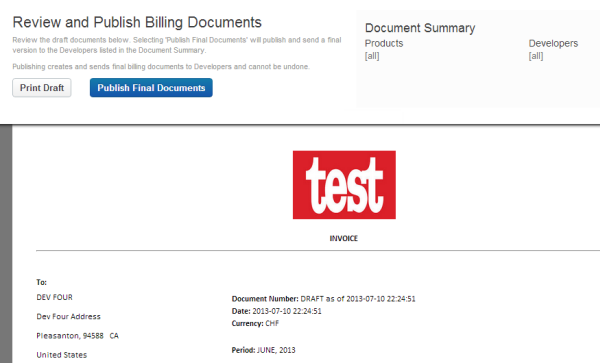 Review and Publish Billing Documents
Review the draft documents below. Selecting 'Publish Final Documents' will publish and send a final
version to the Developers listed in the Document Summary.
Publishing creates and sends final billing documents to Developers and cannot be undone.
Print Draft
Publish Final Documents
Document Summary
Products
[all]
Developers
[all]
test
INVOICE
To:
DEV FOUR
Dev Four Address
Pleasanton, 94588 CA
United States
Document Number: DRAFT as of 2013-07-10 22:24:51
Date: 2013-07-10 22:24:51
Currency: CHF
Period: JUNE, 2013